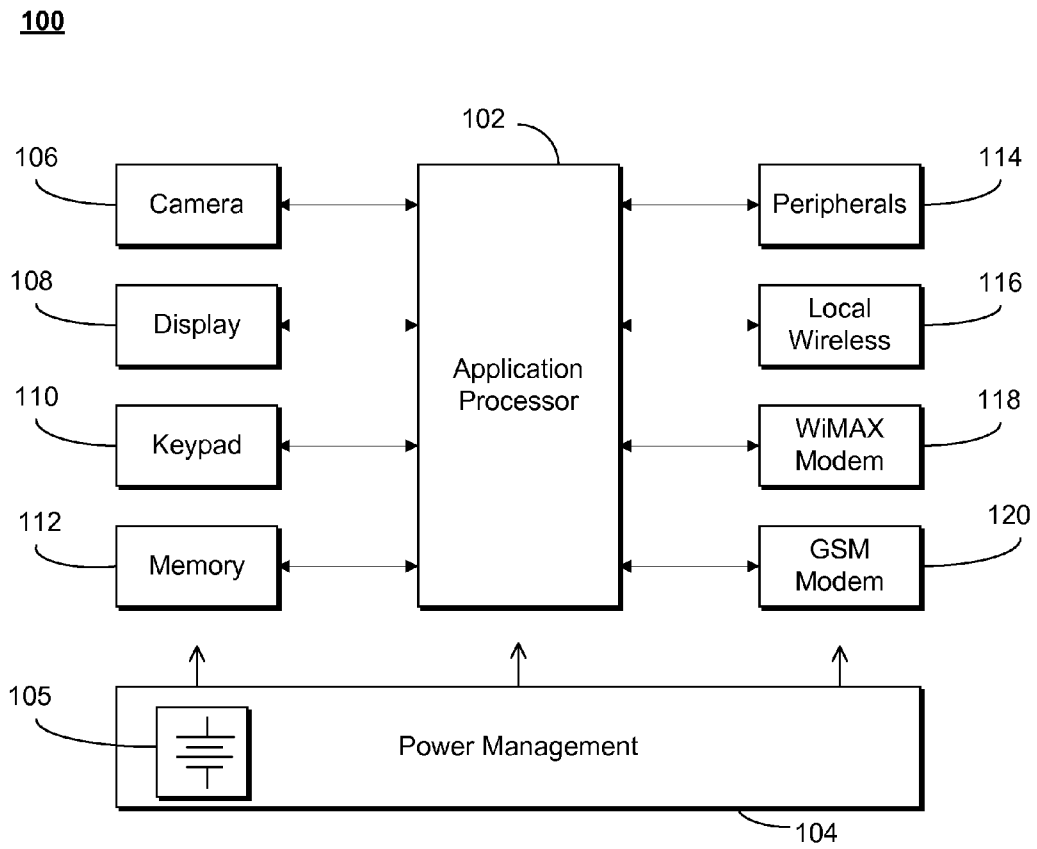 100
102
106
Camera
114
Peripherals
108
Display
116
Local
Wireless
Application
Processor
110
Keypad
118
WiMAX
Modem
112
Memory
120
GSM
Modem
105
Power Management
104